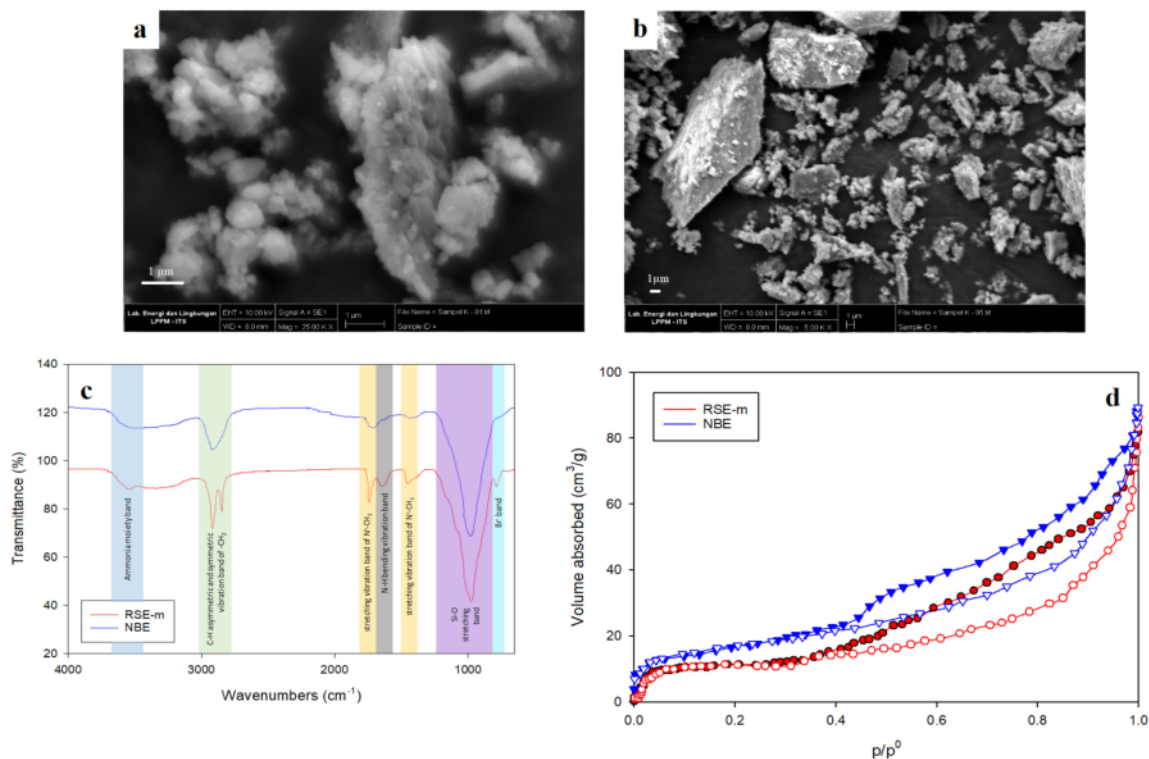 a
1 µm
Lab. Energi dan Lingkungan
LPPM - ITS
EHT = 10.00 kV
WD = 8.0 mm
Signal A = SE1
Mag = 25.00 K X
1 µm
File Name = Sampel K - 01.tif
Sample ID =
b
1µm
Lab. Energi dan Lingkungan
LPPM - ITS
EHT = 10.00 kV
WD = 8.0 mm
Signal A = SE1
Mag = 5.00 K X
1 µm
File Name = Sampel K - 05.tif
Sample ID =
c
Transmittance (%)
140
120
100
80
60
40
20
4000
3000
2000
1000
Wavenumbers (cm⁻¹)
RSE-m
NBE
Ammonia moiety band
C-H asymmetric and symmetric
vibration band of -CH₂
stretching vibration band of N⁺-CH₃
N-H bending vibration band
stretching vibration band of N⁺-CH₃
Si-O
stretching
band
Br⁻ band
d
Volume absorbed (cm³/g)
100
80
60
40
20
0
0.0
0.2
0.4
0.6
0.8
1.0
p/p⁰
RSE-m
NBE